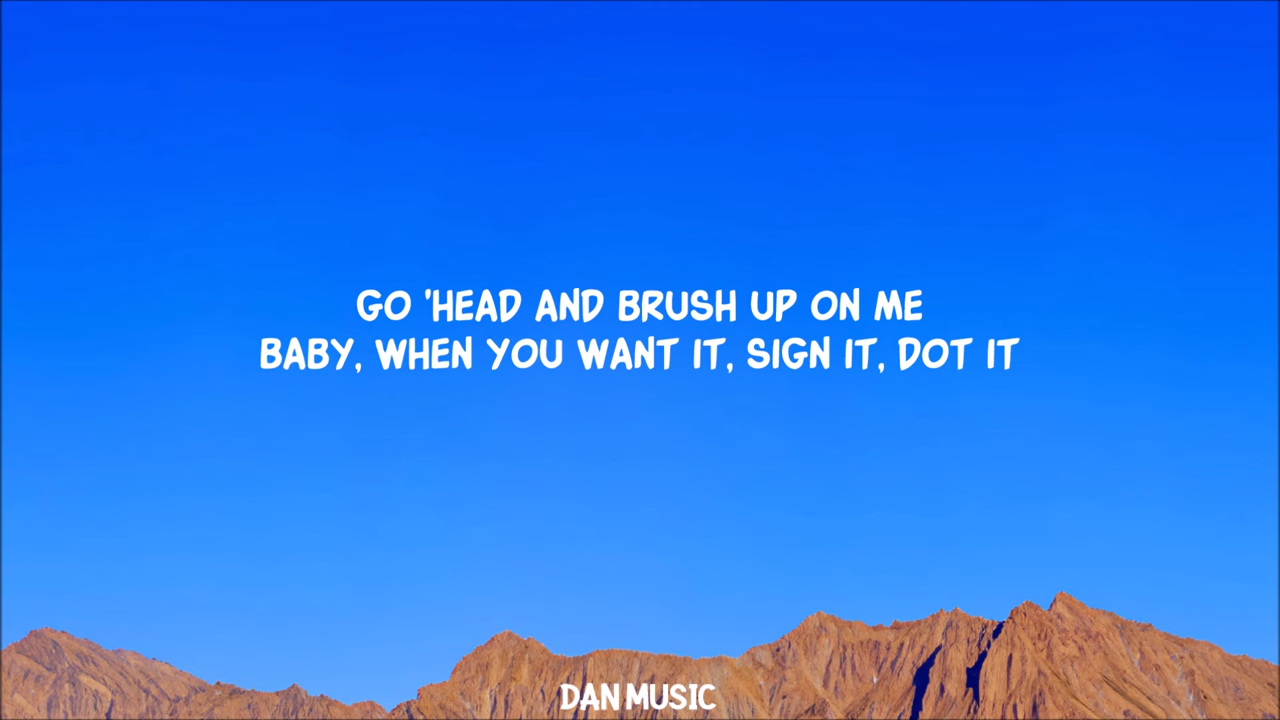 GO 'HEAD AND BRUSH UP ON ME
BABY, WHEN YOU WANT IT, SIGN IT, DOT IT
DAN MUSIC